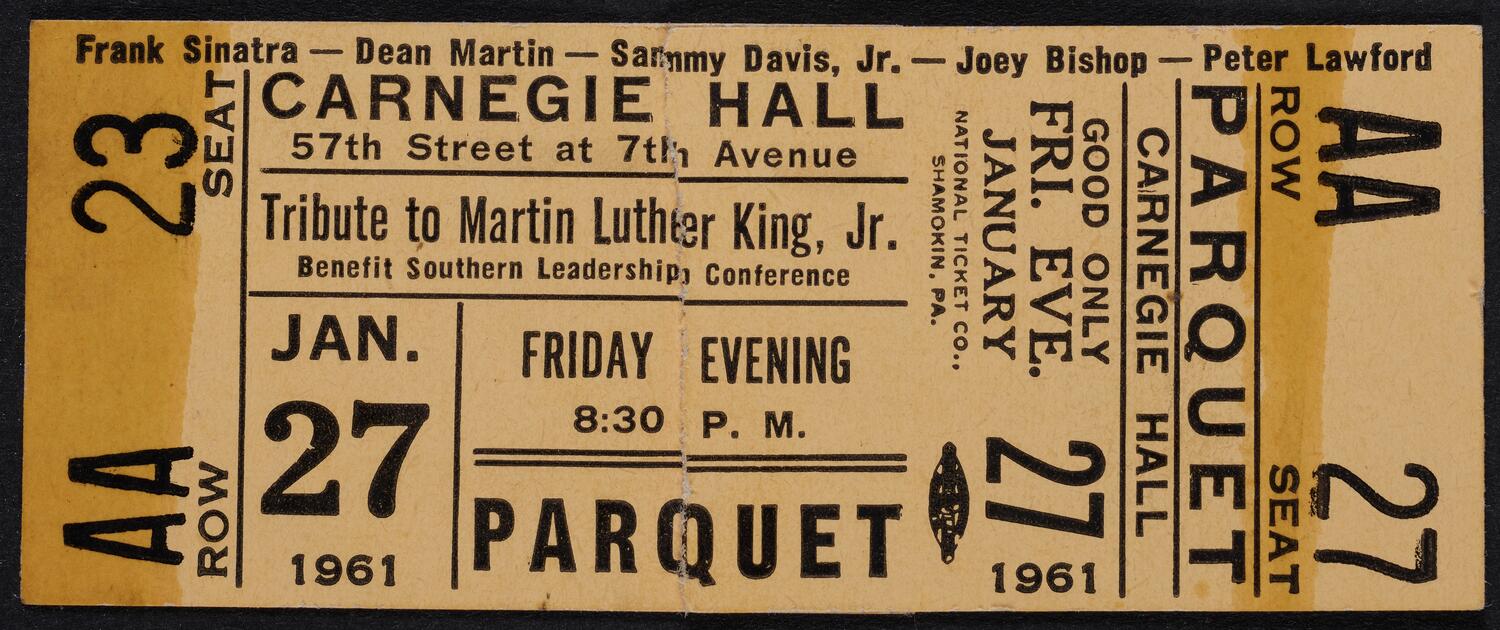 Frank Sinatra — Dean Martin — Sammy Davis, Jr. — Joey Bishop — Peter Lawford
23
SEAT
AA
ROW
CARNEGIE HALL
57th Street at 7th Avenue
Tribute to Martin Luther King, Jr.
Benefit Southern Leadership Conference
JAN.
27
1961
FRIDAY EVENING
8:30 P. M.
PARQUET
GOOD ONLY
FRI. EVE.
JANUARY
27
1961
NATIONAL TICKET CO.,
SHAMOKIN, PA.
CARNEGIE HALL
PARQUET
ROW
AA
SEAT
27